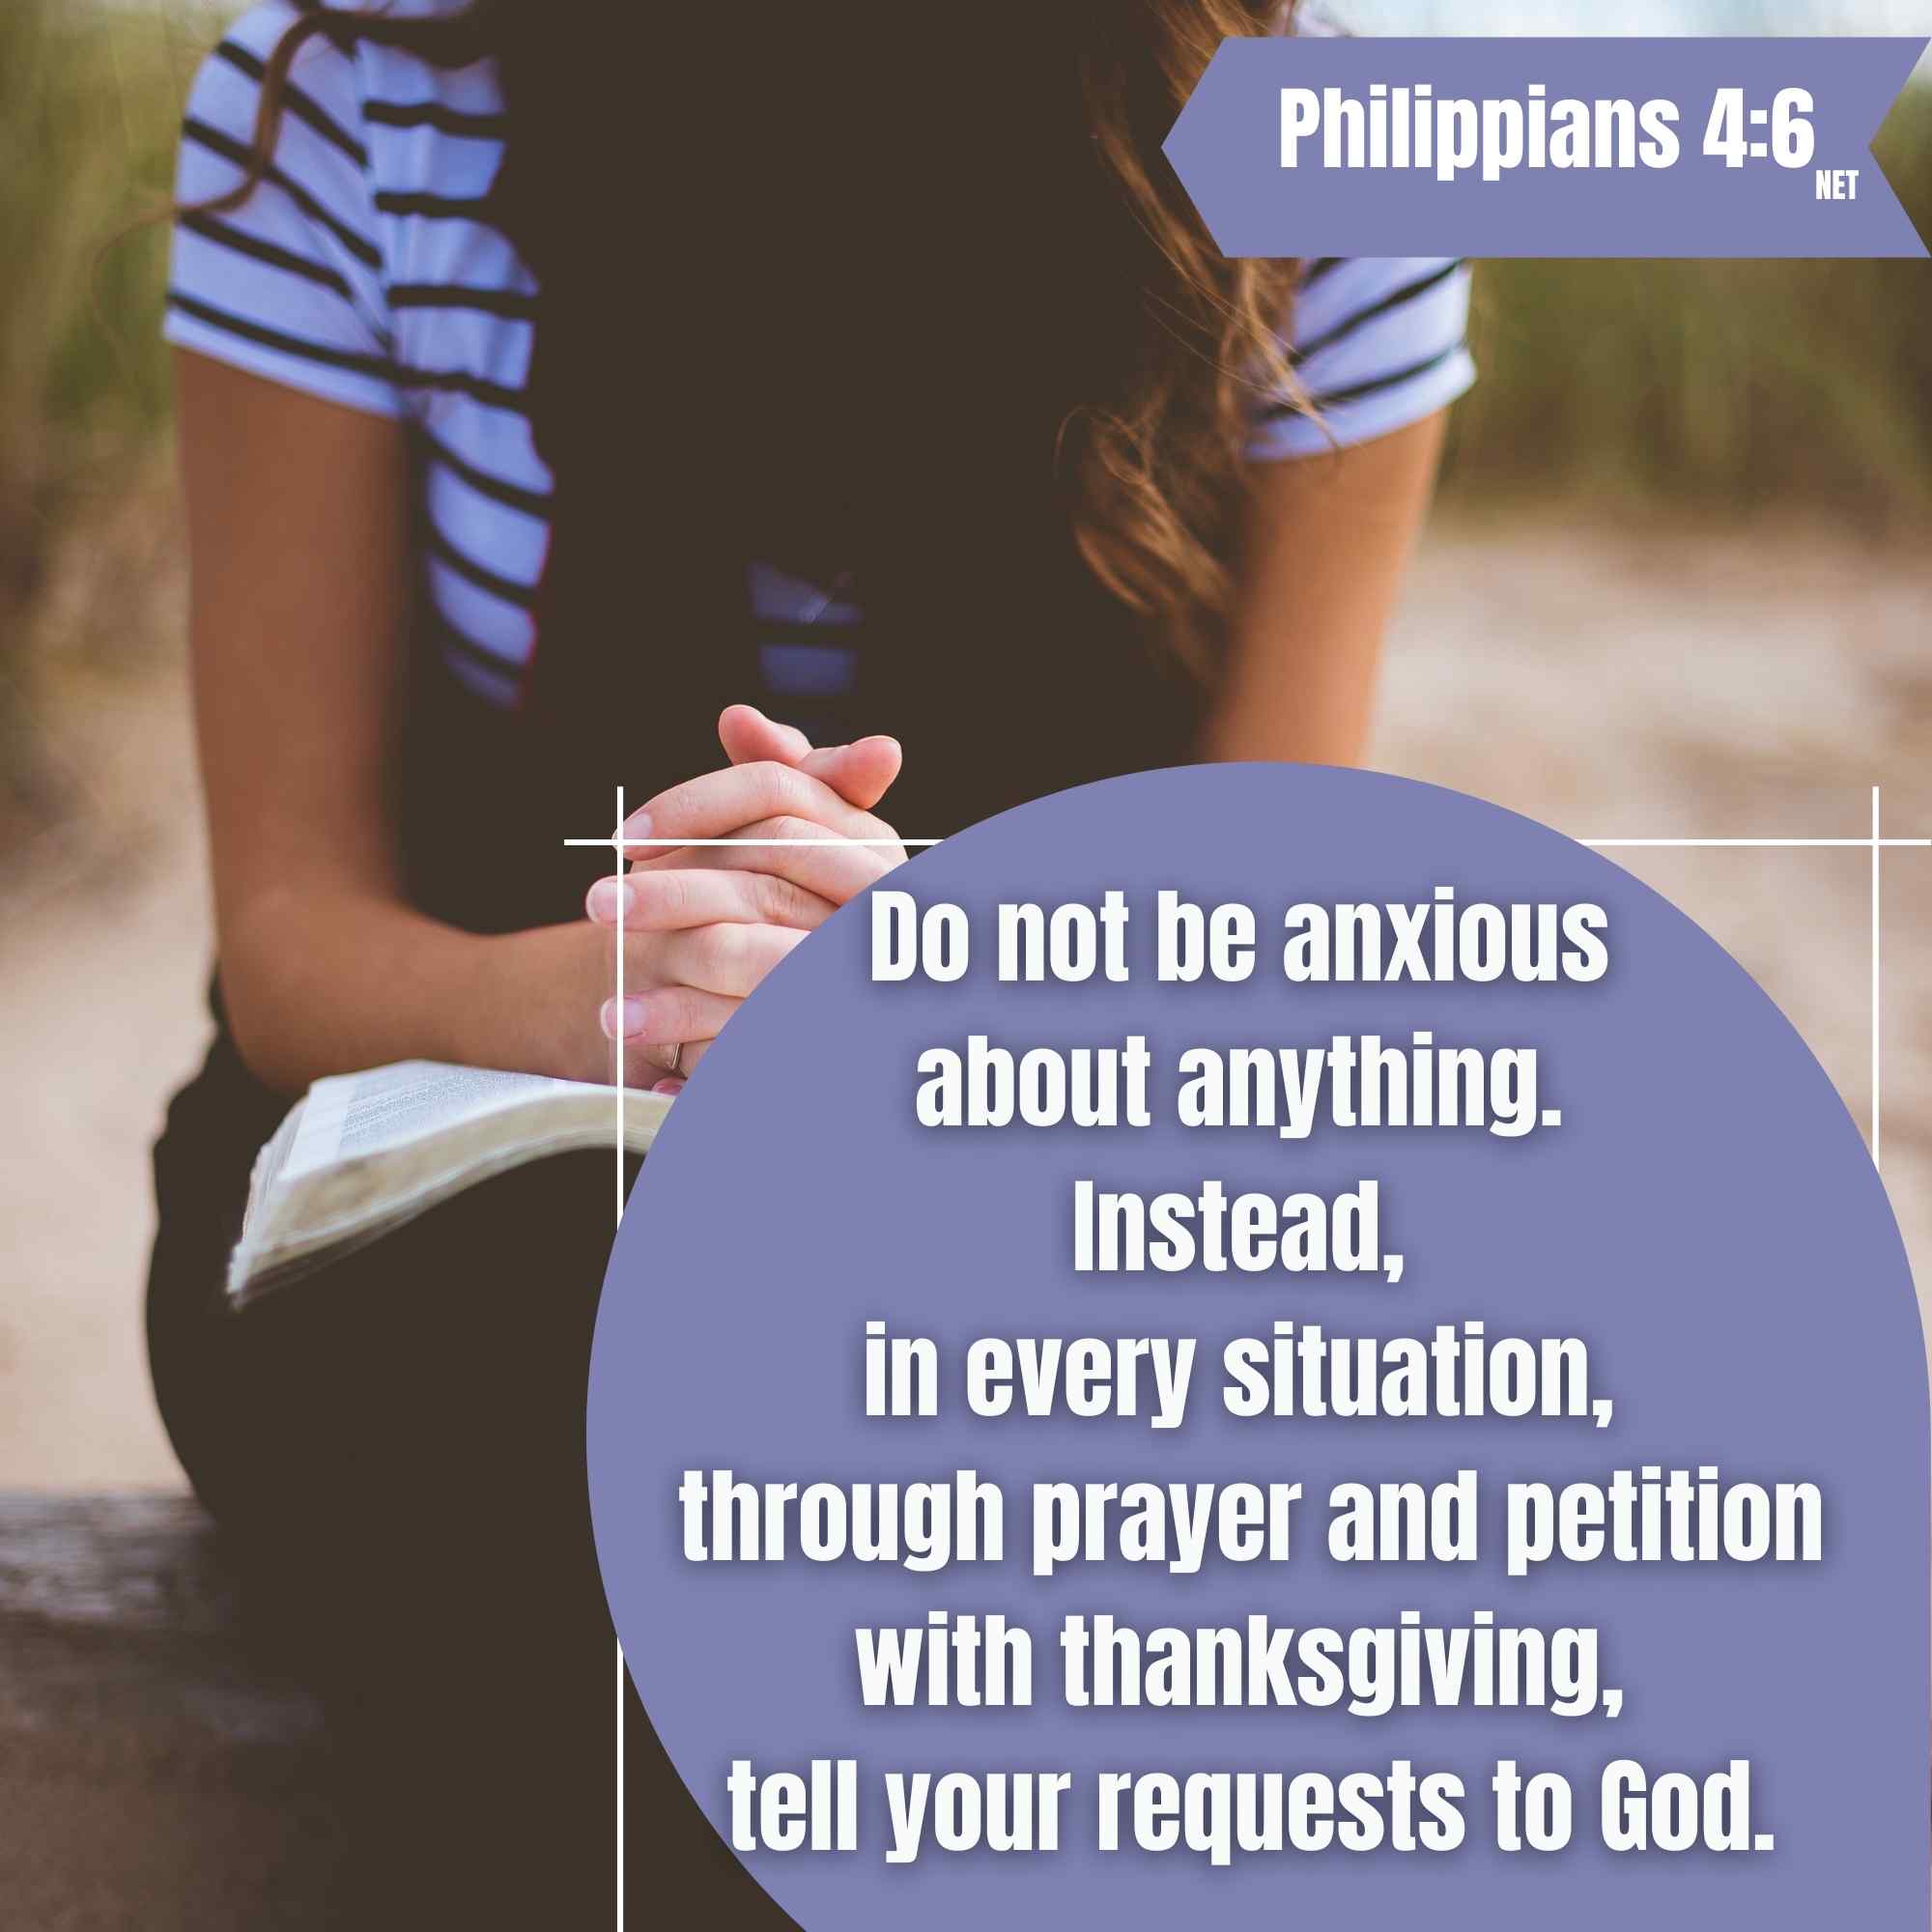 Philippians 4:6
NET
Do not be anxious
about anything.
Instead,
in every situation,
through prayer and petition
with thanksgiving,
tell your requests to God.